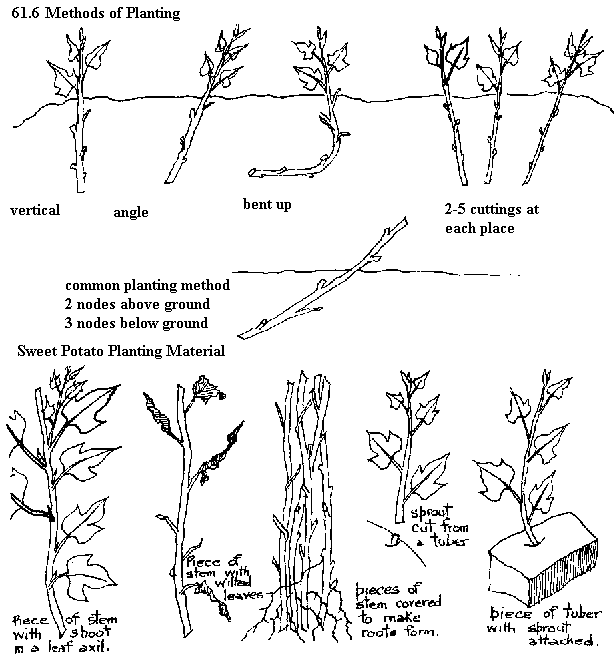 61.6 Methods of Planting
vertical
angle
bent up
2-5 cuttings at
each place
common planting method
2 nodes above ground
3 nodes below ground
Sweet Potato Planting Material
Piece of stem
with shoot
in a leaf axil.
Piece of
stem with
wilted
leaves
pieces of
stem covered
to make
roots form.
sprout
cut from
a tuber
piece of tuber
with sprout
attached.